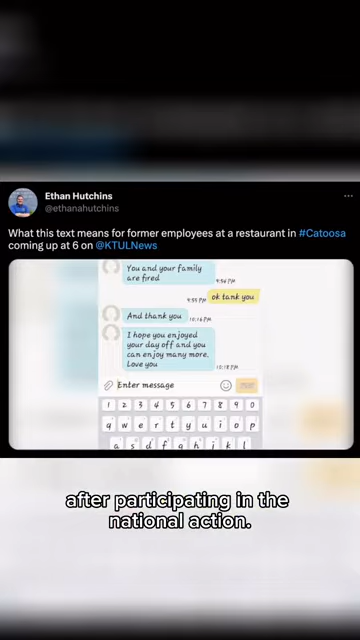 Ethan Hutchins
@ethanahutchins
What this text means for former employees at a restaurant in #Catoosa
coming up at 6 on @KTULNews
You and your family
are fired
9:54 PM
ok tank you
9:55 PM
And thank you
10:16 PM
I hope you enjoyed
your day off and you
can enjoy many more.
Love you
10:18 PM
Enter message
1 2 3 4 5 6 7 8 9 0
q w e r t y u i o p
a s d f g h j k l
after participating in the
national action.